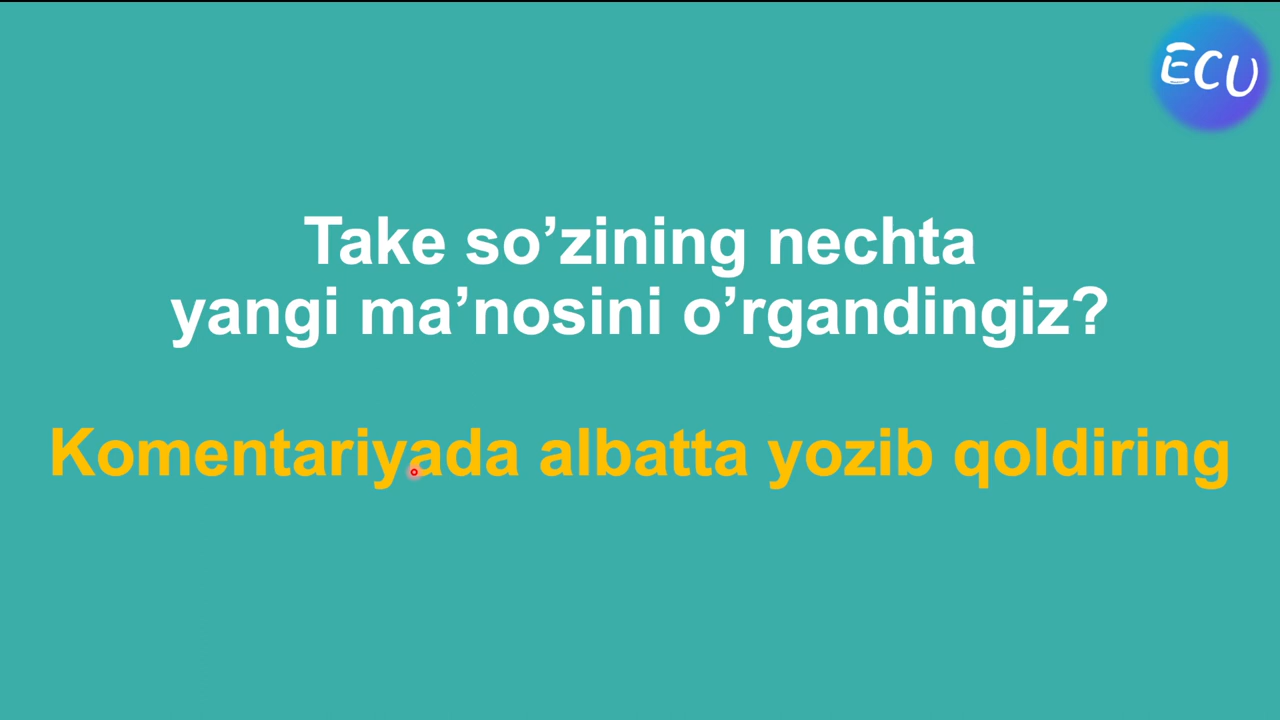 ECU
Take so’zining nechta
yangi ma’nosini o’rgandingiz?
Komentariyada albatta yozib qoldiring